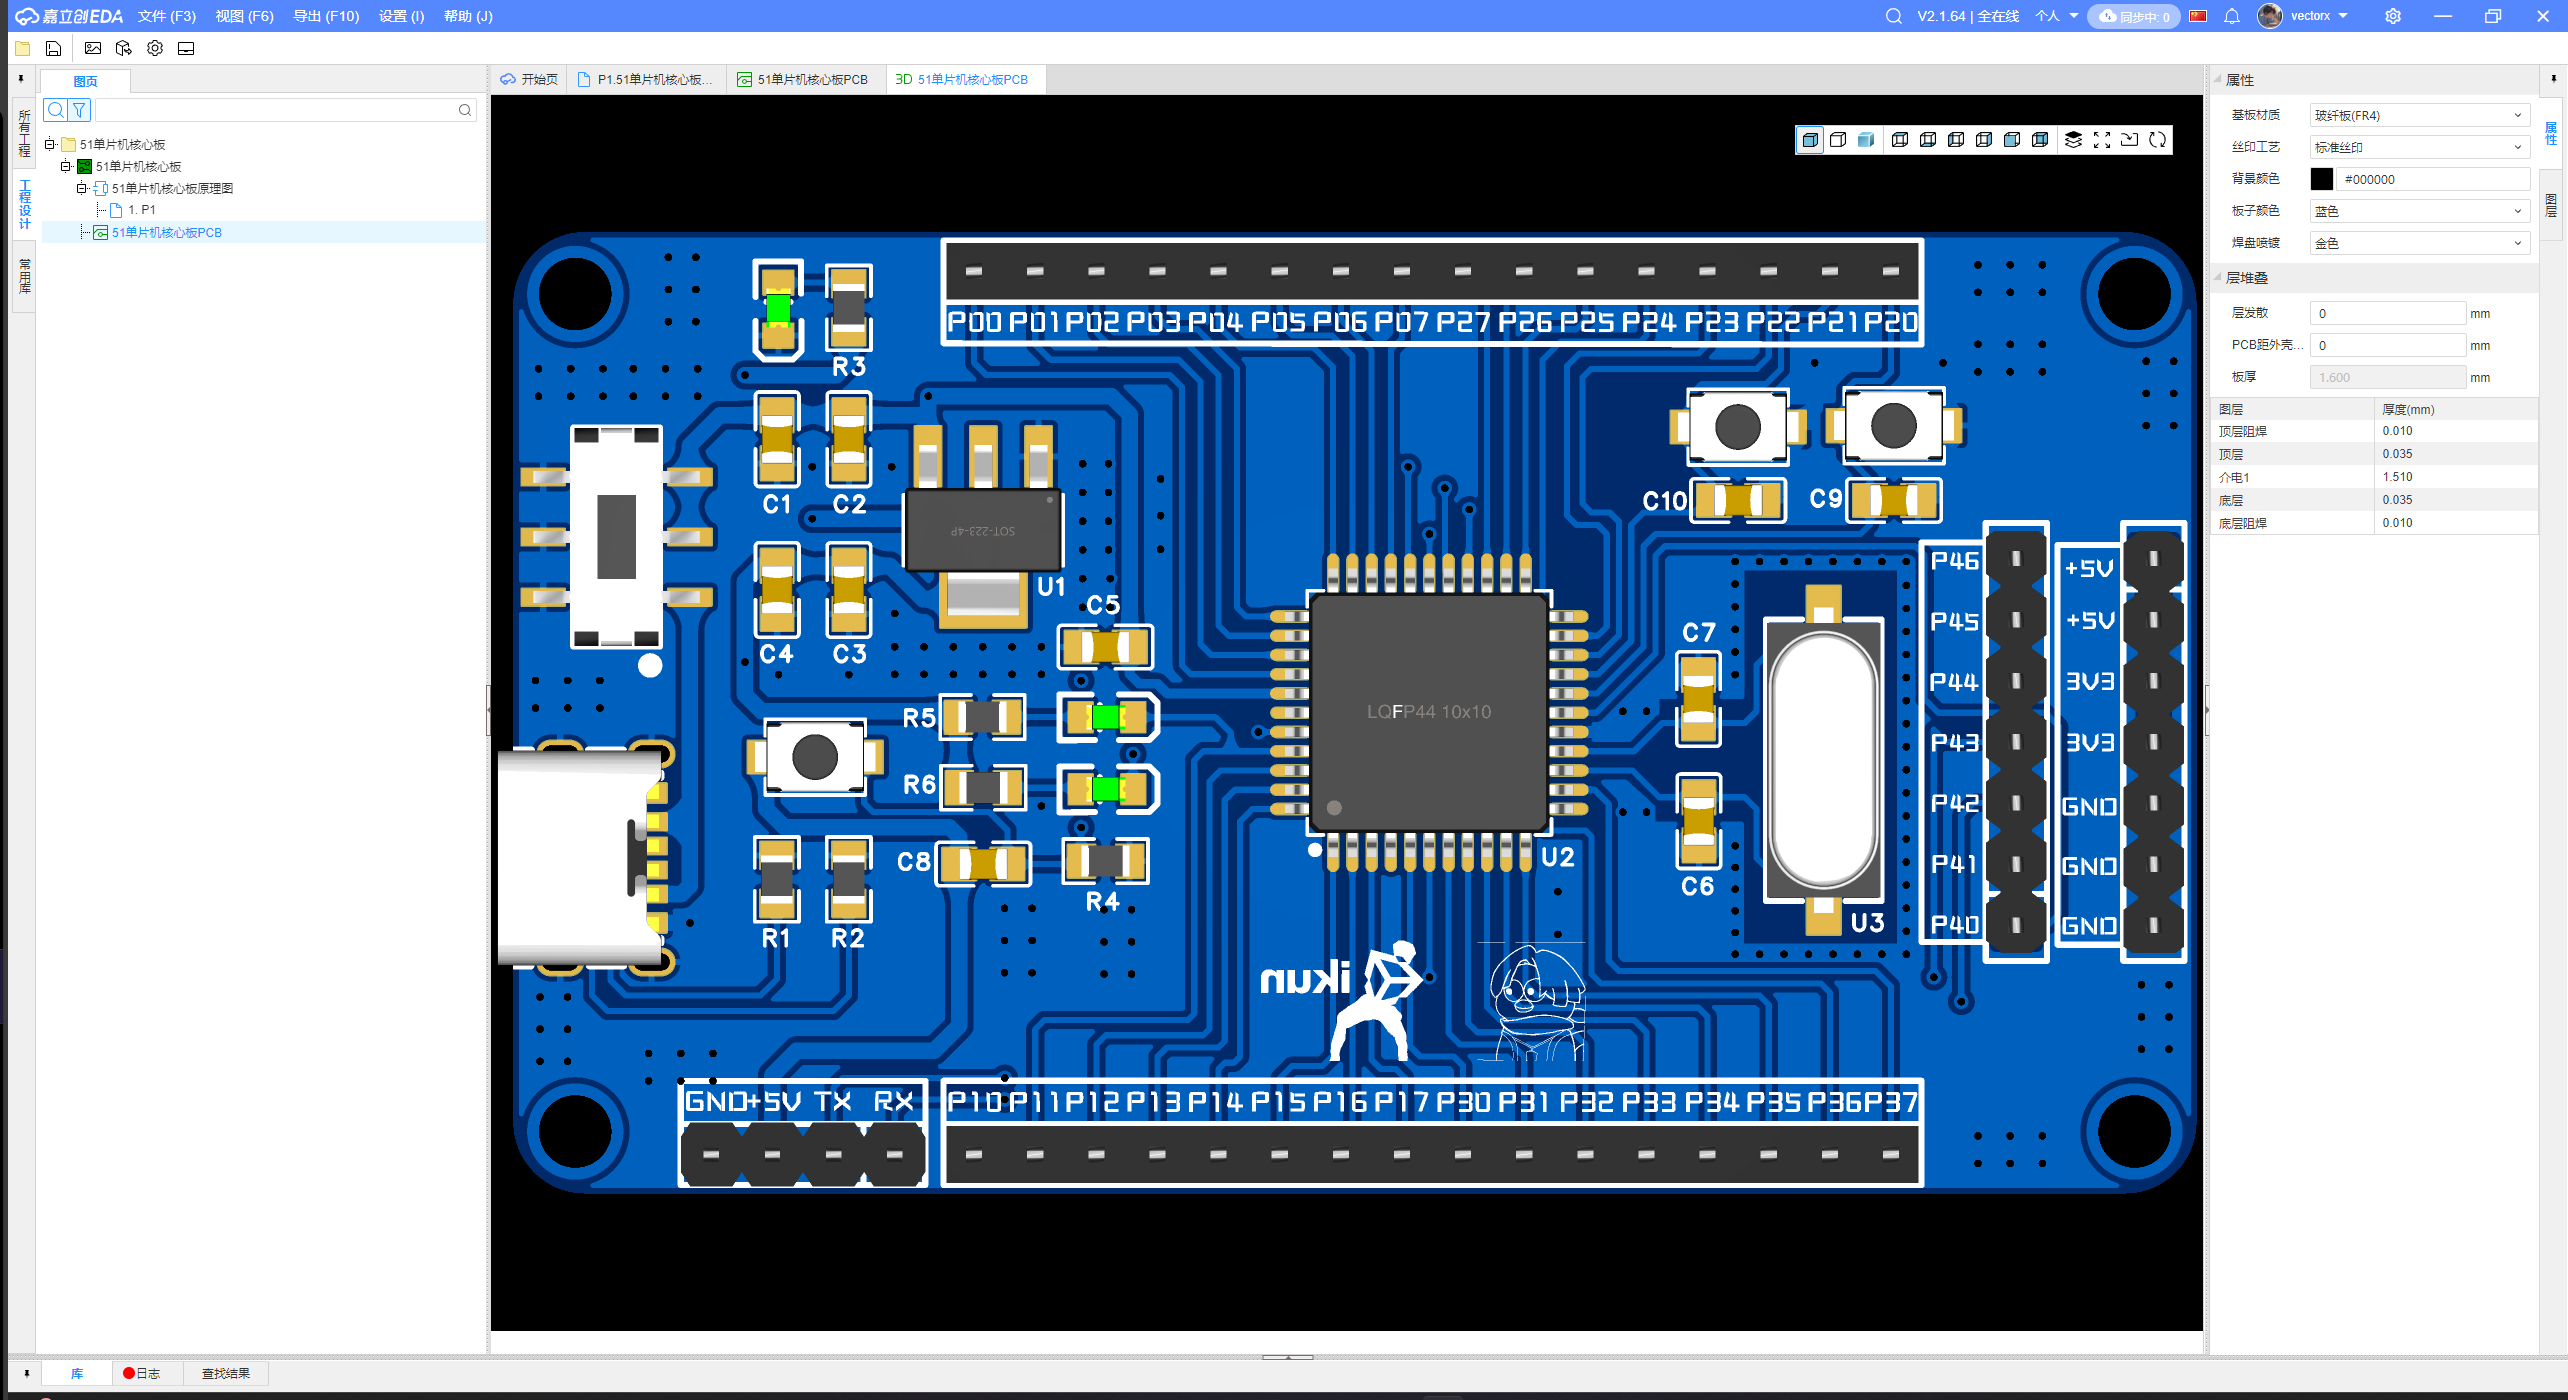 嘉立创EDA 文件 (F3) 视图 (F6) 导出 (F10) 设置 (I) 帮助 (J) V2.1.64 | 全在线 个人 同步中: 0 vectorx
图页
所有工程
工程设计
常用库
51单片机核心板
51单片机核心板
51单片机核心板原理图
1. P1
51单片机核心板PCB
开始页 P1.51单片机核心板... 51单片机核心板PCB 3D 51单片机核心板PCB
P00 P01 P02 P03 P04 P05 P06 P07 P27 P26 P25 P24 P23 P22 P21 P20
R3
C1 C2
C10 C9
SOT-223-4P
U1
C5
C4 C3
C7
R5
LQFP44 10x10
R6
C8
R4
U2
C6
R1 R2
U3
P46 +5V
P45 +5V
P44 3V3
P43 3V3
P42 GND
P41 GND
P40 GND
ikun
GND +5V TX RX P10 P11 P12 P13 P14 P15 P16 P17 P30 P31 P32 P33 P34 P35 P36 P37
属性
基板材质 玻纤板(FR4)
丝印工艺 标准丝印
背景颜色 #000000
板子颜色 蓝色
焊盘喷镀 金色
层堆叠
层发散 0 mm
PCB距外壳... 0 mm
板厚 1.600 mm
图层 厚度(mm)
顶层阻焊 0.010
顶层 0.035
介电1 1.510
底层 0.035
底层阻焊 0.010
属性
图层
库 日志 查找结果